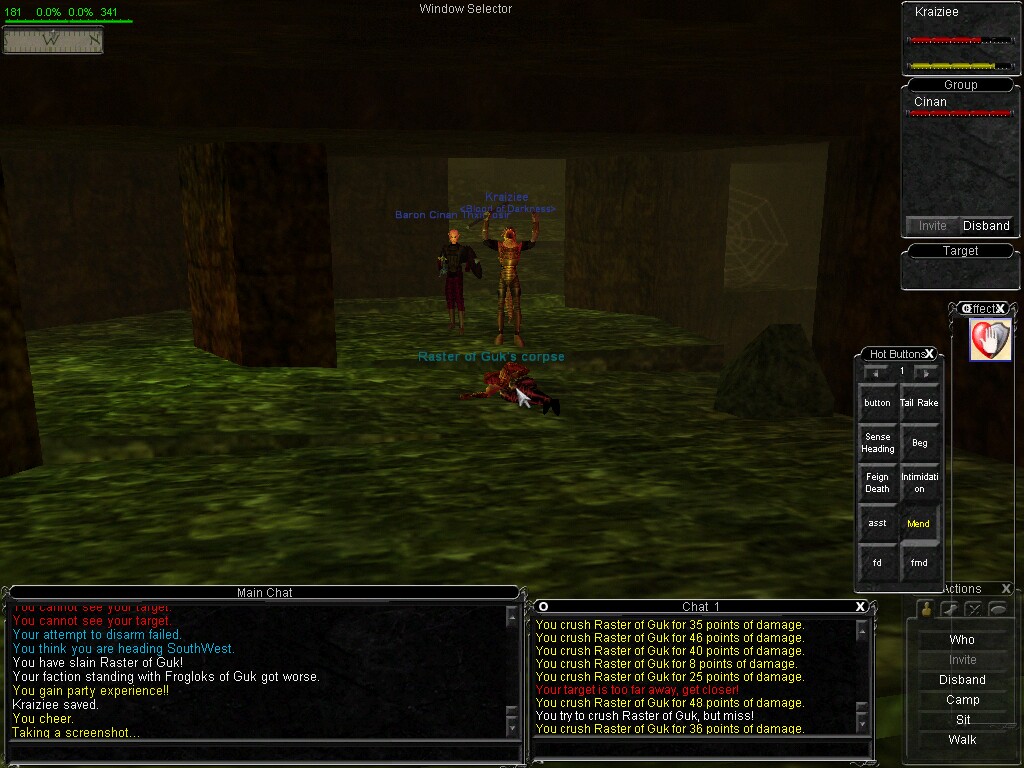 181 0.0% 0.0% 341
Window Selector
W N
Kraiziee
Group
Cinan
Invite Disband
Target
Kraiziee
<Blood of Darkness>
Baron Cinan
Raster of Guk's corpse
Effect X
Hot Buttons X
1
button Tail Rake
Sense Heading
Beg
Feign Death
Intimidati
on
asst Mend
fd fmd
Main Chat
You cannot see your target.
You cannot see your target.
Your attempt to disarm failed.
You think you are heading SouthWest.
You have slain Raster of Guk!
Your faction standing with Frogloks of Guk got worse.
You gain party experience!!
Kraiziee saved.
You cheer.
Taking a screenshot...
O Chat 1 X
You crush Raster of Guk for 35 points of damage.
You crush Raster of Guk for 46 points of damage.
You crush Raster of Guk for 40 points of damage.
You crush Raster of Guk for 8 points of damage.
You crush Raster of Guk for 25 points of damage.
Your target is too far away, get closer!
You crush Raster of Guk for 48 points of damage.
You try to crush Raster of Guk, but miss!
You crush Raster of Guk for 36 points of damage.
Actions X
Who
Invite
Disband
Camp
Sit
Walk